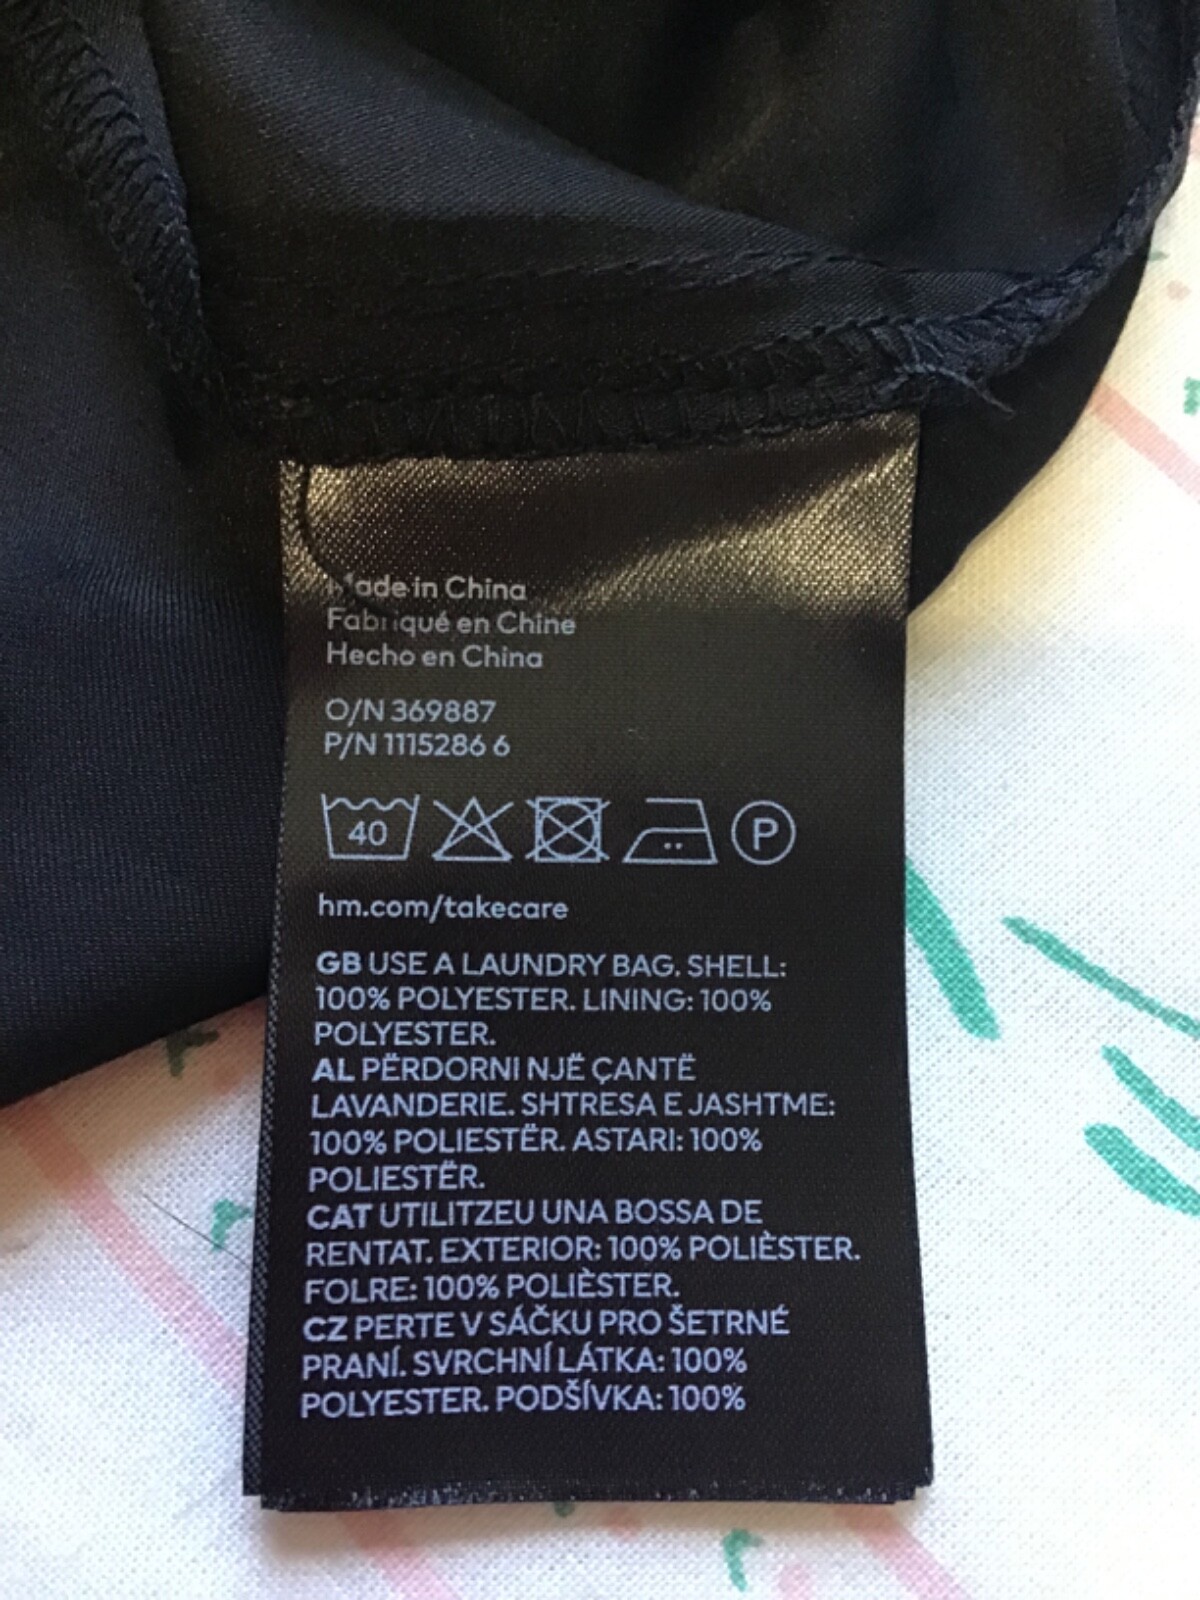 Made in China
Fabriqué en Chine
Hecho en China
O/N 369887
P/N 1115286 6
40
P
hm.com/takecare
GB USE A LAUNDRY BAG. SHELL:
100% POLYESTER. LINING: 100%
POLYESTER.
AL PËRDORNI NJË ÇANTË
LAVANDERIE. SHTRESA E JASHTME:
100% POLIESTËR. ASTARI: 100%
POLIESTËR.
CAT UTILITZEU UNA BOSSA DE
RENTAT. EXTERIOR: 100% POLIÈSTER.
FOLRE: 100% POLIÈSTER.
CZ PERTE V SÁČKU PRO ŠETRNÉ
PRANÍ. SVRCHNÍ LÁTKA: 100%
POLYESTER. PODŠÍVKA: 100%